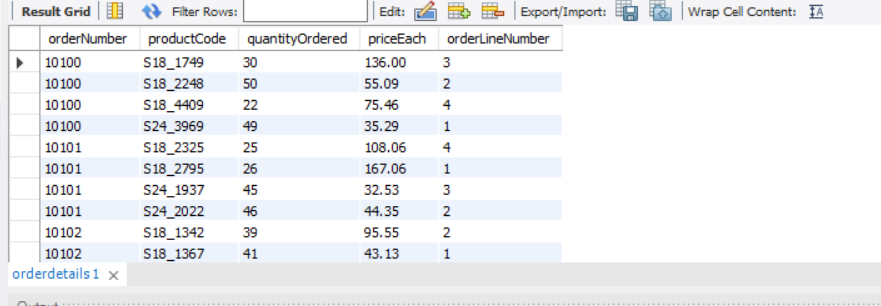 Result Grid Filter Rows: Edit: Export/Import: Wrap Cell Content: IA
orderNumber productCode quantityOrdered priceEach orderLineNumber
10100 S18_1749 30 136.00 3
10100 S18_2248 50 55.09 2
10100 S18_4409 22 75.46 4
10100 S24_3969 49 35.29 1
10101 S18_2325 25 108.06 4
10101 S18_2795 26 167.06 1
10101 S24_1937 45 32.53 3
10101 S24_2022 46 44.35 2
10102 S18_1342 39 95.55 2
10102 S18_1367 41 43.13 1
orderdetails1
Output